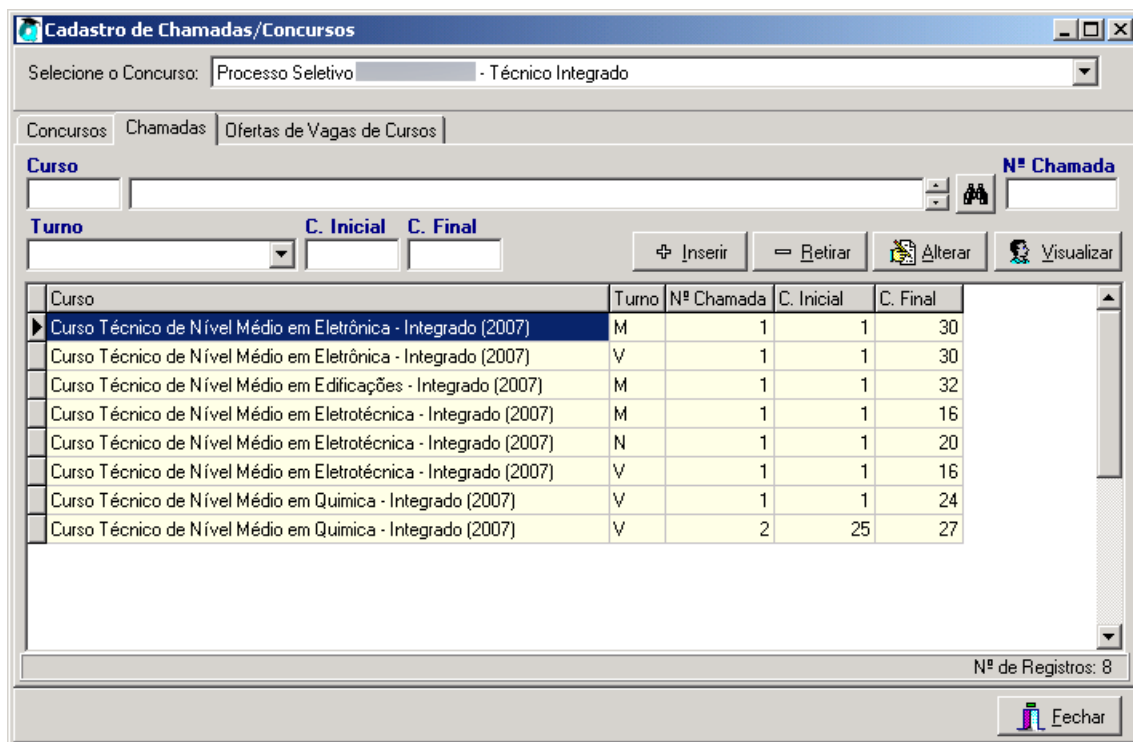 Cadastro de Chamadas/Concursos
Selecione o Concurso: Processo Seletivo - Técnico Integrado
Concursos Chamadas Ofertas de Vagas de Cursos
Curso Nº Chamada
Turno C. Inicial C. Final
Inserir Retirar Alterar Visualizar
Curso Turno Nº Chamada C. Inicial C. Final
Curso Técnico de Nível Médio em Eletrônica - Integrado (2007) M 1 1 30
Curso Técnico de Nível Médio em Eletrônica - Integrado (2007) V 1 1 30
Curso Técnico de Nível Médio em Edificações - Integrado (2007) M 1 1 32
Curso Técnico de Nível Médio em Eletrotécnica - Integrado (2007) M 1 1 16
Curso Técnico de Nível Médio em Eletrotécnica - Integrado (2007) N 1 1 20
Curso Técnico de Nível Médio em Eletrotécnica - Integrado (2007) V 1 1 16
Curso Técnico de Nível Médio em Quimica - Integrado (2007) V 1 1 24
Curso Técnico de Nível Médio em Quimica - Integrado (2007) V 2 25 27
Nº de Registros: 8
Fechar